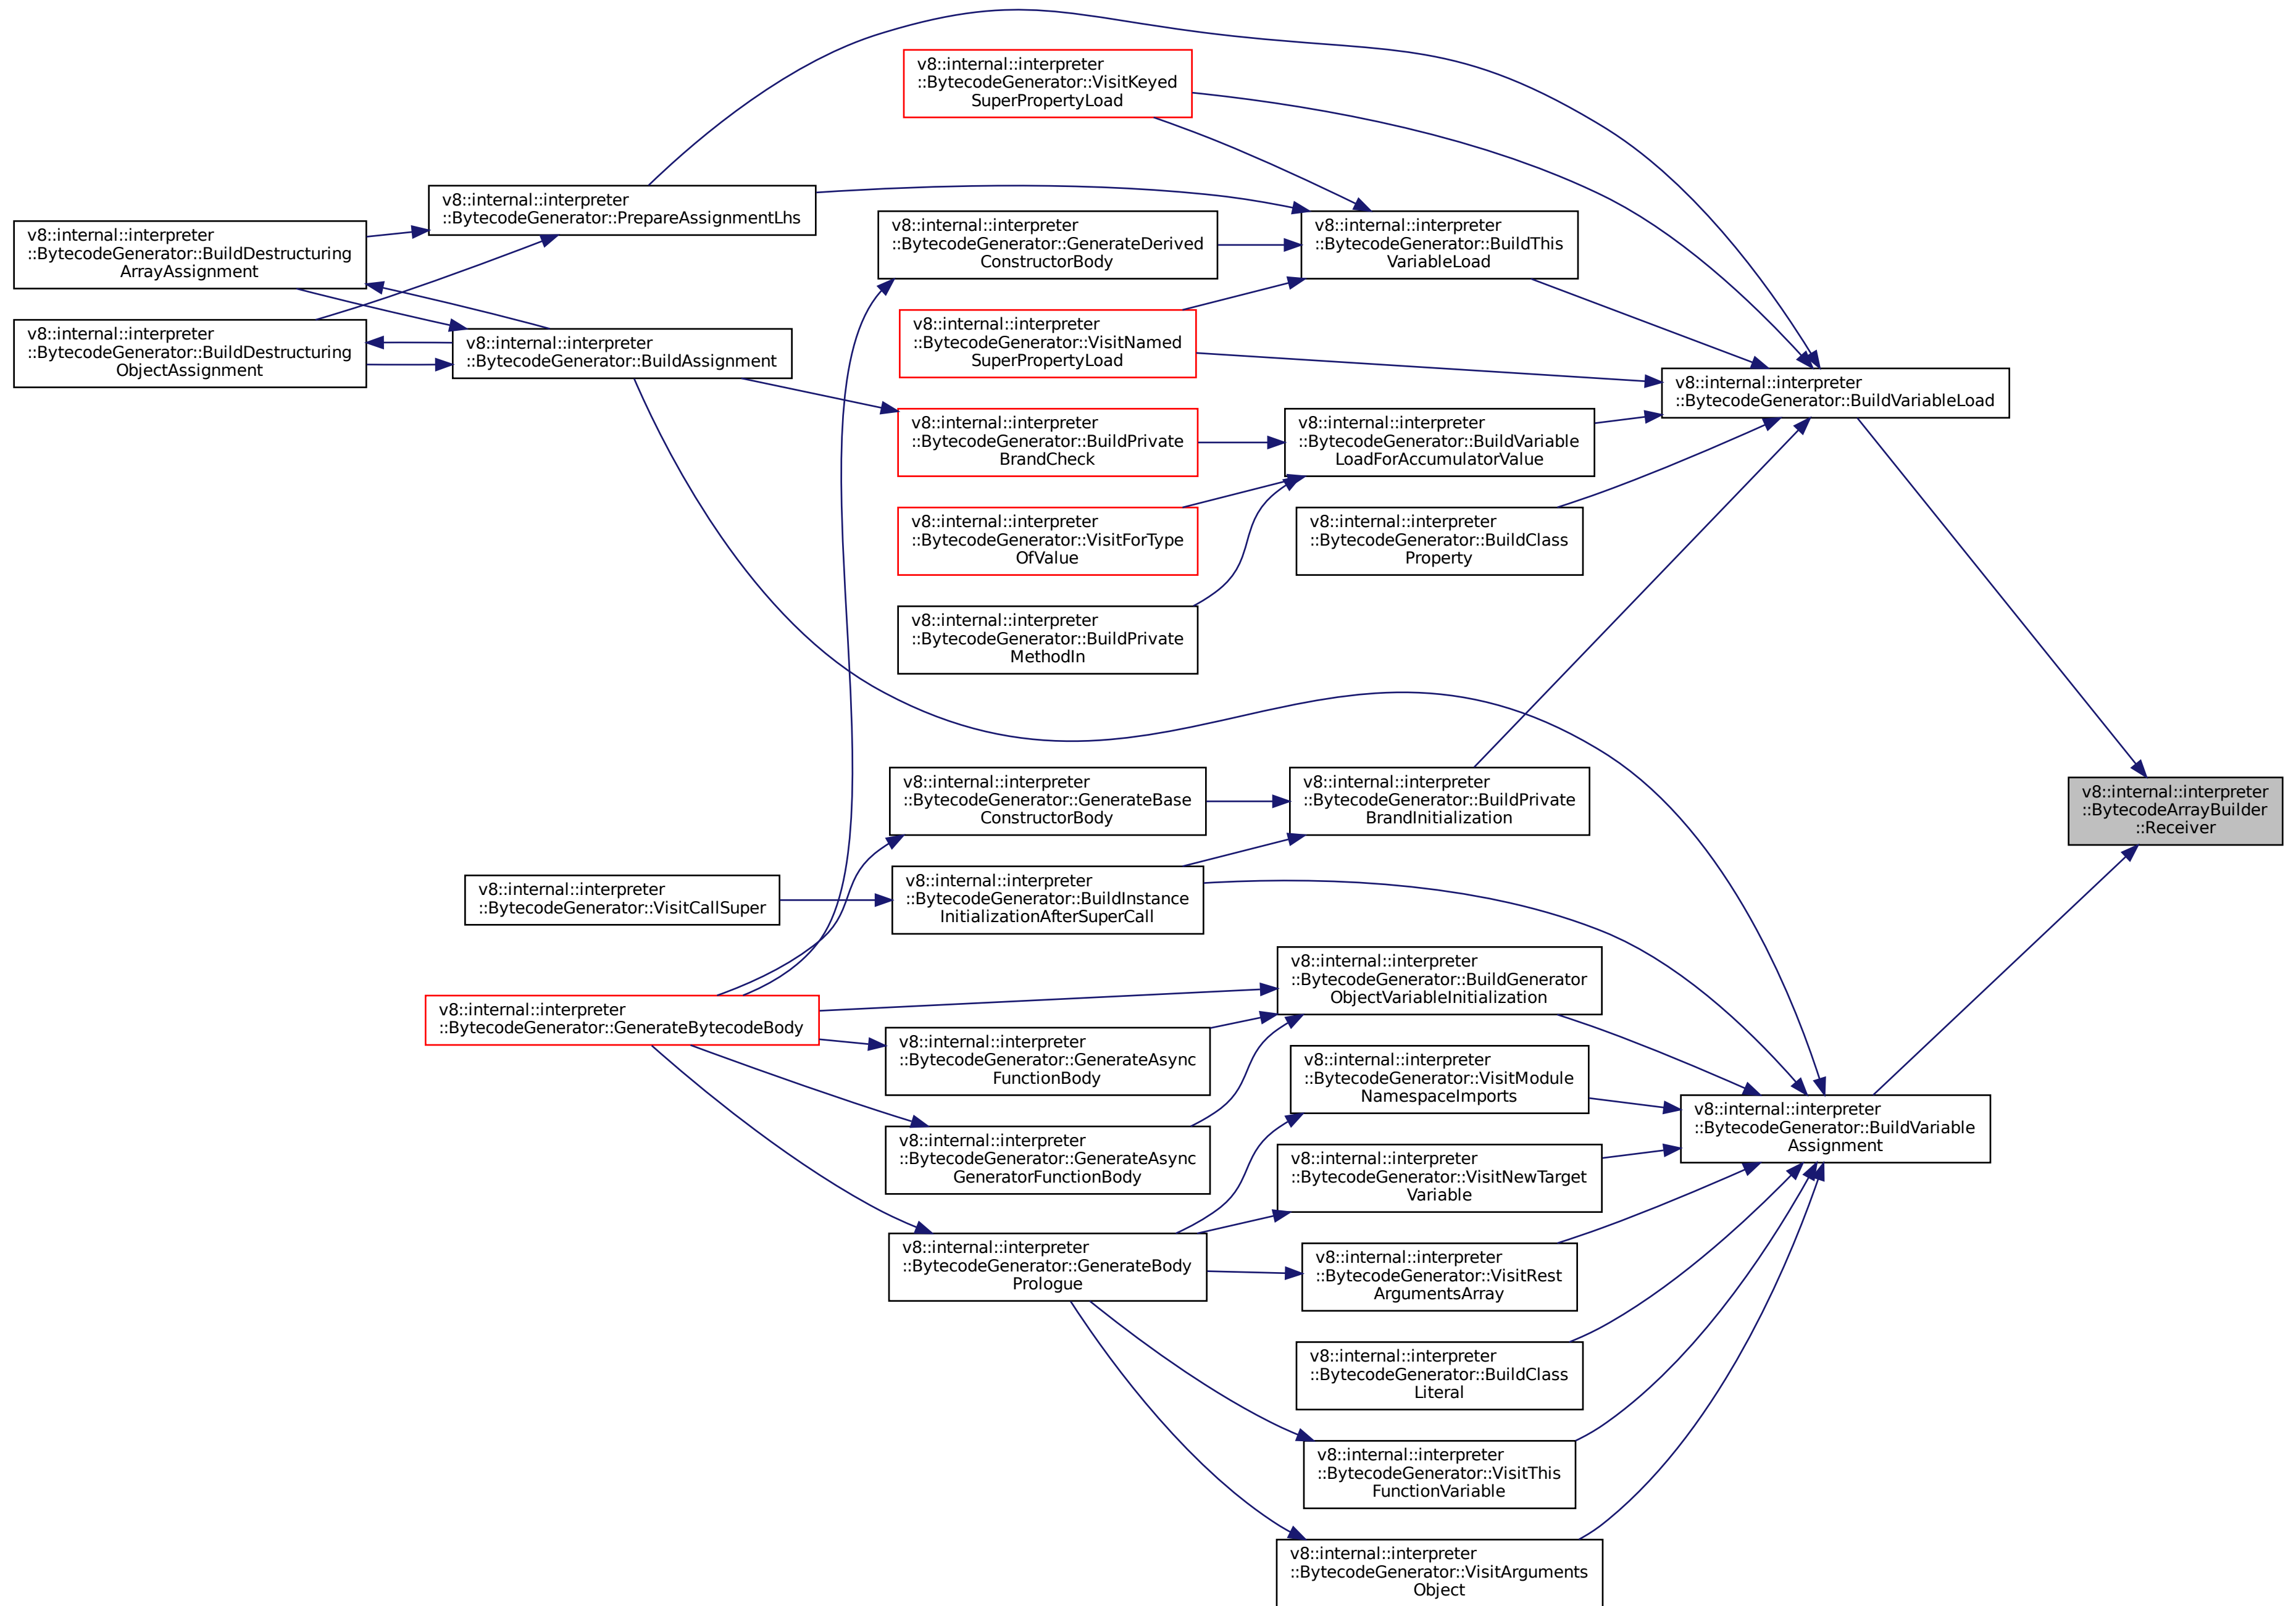 v8::internal::interpreter
::BytecodeGenerator::VisitKeyed
SuperPropertyLoad
v8::internal::interpreter
::BytecodeGenerator::PrepareAssignmentLhs
v8::internal::interpreter
::BytecodeGenerator::GenerateDerived
ConstructorBody
v8::internal::interpreter
::BytecodeGenerator::BuildThis
VariableLoad
v8::internal::interpreter
::BytecodeGenerator::BuildDestructuring
ArrayAssignment
v8::internal::interpreter
::BytecodeGenerator::BuildDestructuring
ObjectAssignment
v8::internal::interpreter
::BytecodeGenerator::BuildAssignment
v8::internal::interpreter
::BytecodeGenerator::VisitNamed
SuperPropertyLoad
v8::internal::interpreter
::BytecodeGenerator::BuildVariableLoad
v8::internal::interpreter
::BytecodeGenerator::BuildPrivate
BrandCheck
v8::internal::interpreter
::BytecodeGenerator::BuildVariable
LoadForAccumulatorValue
v8::internal::interpreter
::BytecodeGenerator::VisitForType
OfValue
v8::internal::interpreter
::BytecodeGenerator::BuildClass
Property
v8::internal::interpreter
::BytecodeGenerator::BuildPrivate
MethodIn
v8::internal::interpreter
::BytecodeGenerator::GenerateBase
ConstructorBody
v8::internal::interpreter
::BytecodeGenerator::BuildPrivate
BrandInitialization
v8::internal::interpreter
::BytecodeArrayBuilder
::Receiver
v8::internal::interpreter
::BytecodeGenerator::VisitCallSuper
v8::internal::interpreter
::BytecodeGenerator::BuildInstance
InitializationAfterSuperCall
v8::internal::interpreter
::BytecodeGenerator::BuildGenerator
ObjectVariableInitialization
v8::internal::interpreter
::BytecodeGenerator::GenerateBytecodeBody
v8::internal::interpreter
::BytecodeGenerator::GenerateAsync
FunctionBody
v8::internal::interpreter
::BytecodeGenerator::VisitModule
NamespaceImports
v8::internal::interpreter
::BytecodeGenerator::BuildVariable
Assignment
v8::internal::interpreter
::BytecodeGenerator::GenerateAsync
GeneratorFunctionBody
v8::internal::interpreter
::BytecodeGenerator::VisitNewTarget
Variable
v8::internal::interpreter
::BytecodeGenerator::GenerateBody
Prologue
v8::internal::interpreter
::BytecodeGenerator::VisitRest
ArgumentsArray
v8::internal::interpreter
::BytecodeGenerator::BuildClass
Literal
v8::internal::interpreter
::BytecodeGenerator::VisitThis
FunctionVariable
v8::internal::interpreter
::BytecodeGenerator::VisitArguments
Object